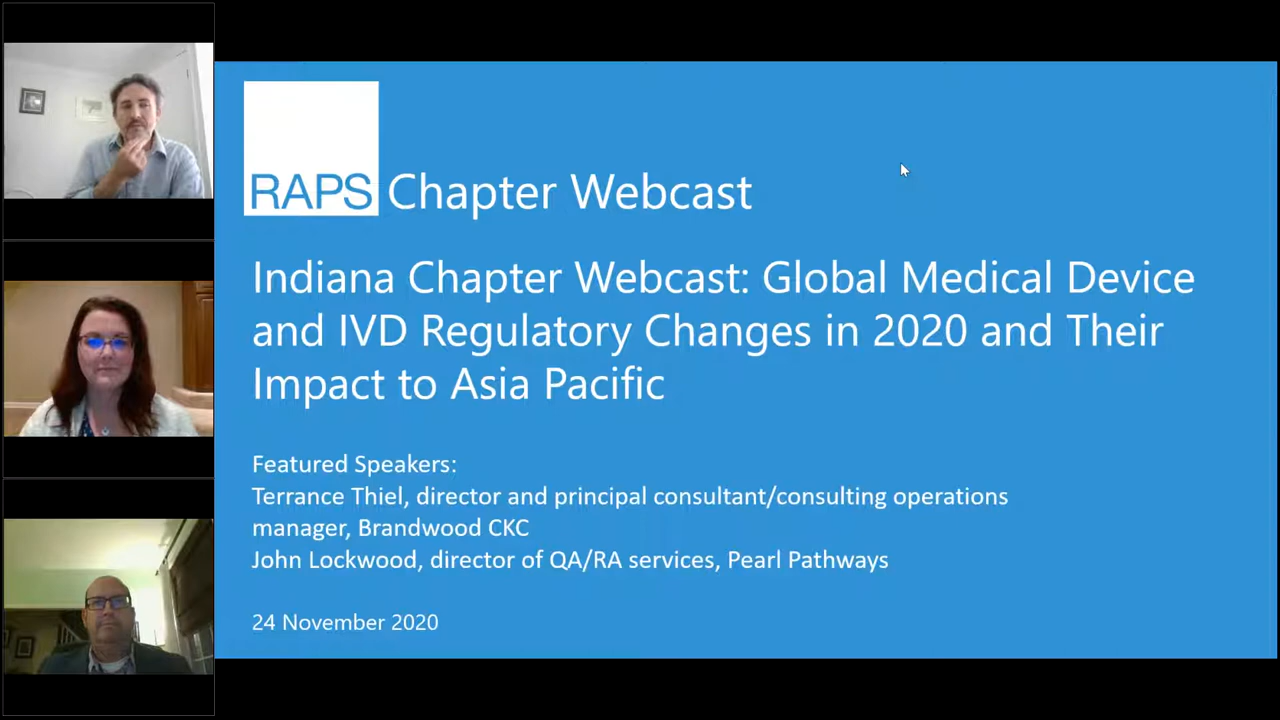 RAPS Chapter Webcast
Indiana Chapter Webcast: Global Medical Device
and IVD Regulatory Changes in 2020 and Their
Impact to Asia Pacific
Featured Speakers:
Terrance Thiel, director and principal consultant/consulting operations
manager, Brandwood CKC
John Lockwood, director of QA/RA services, Pearl Pathways
24 November 2020